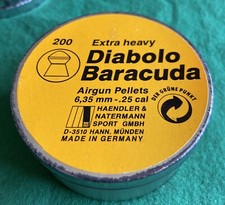 200 Extra heavy
Diabolo
Baracuda
Airgun Pellets
6,35 mm - .25 cal
HAENDLER &
NATERMANN
SPORT GMBH
D-3510 HANN. MÜNDEN
MADE IN GERMANY
DER GRÜNE PUNKT